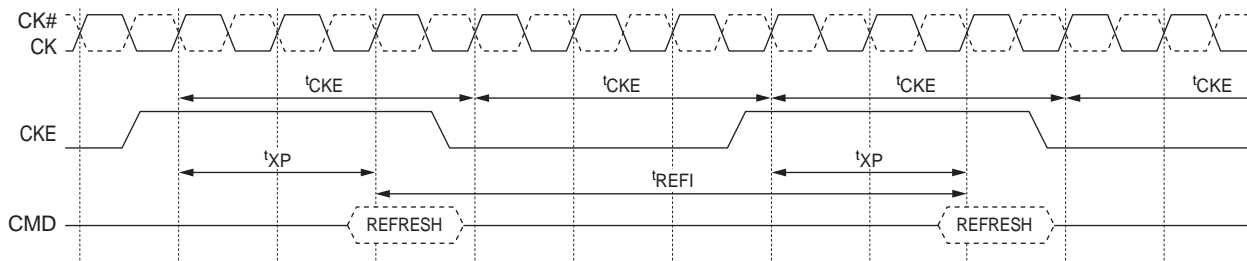 CK#
CK
tCKE tCKE tCKE tCKE
CKE
tXP tXP
tREFI
CMD REFRESH REFRESH